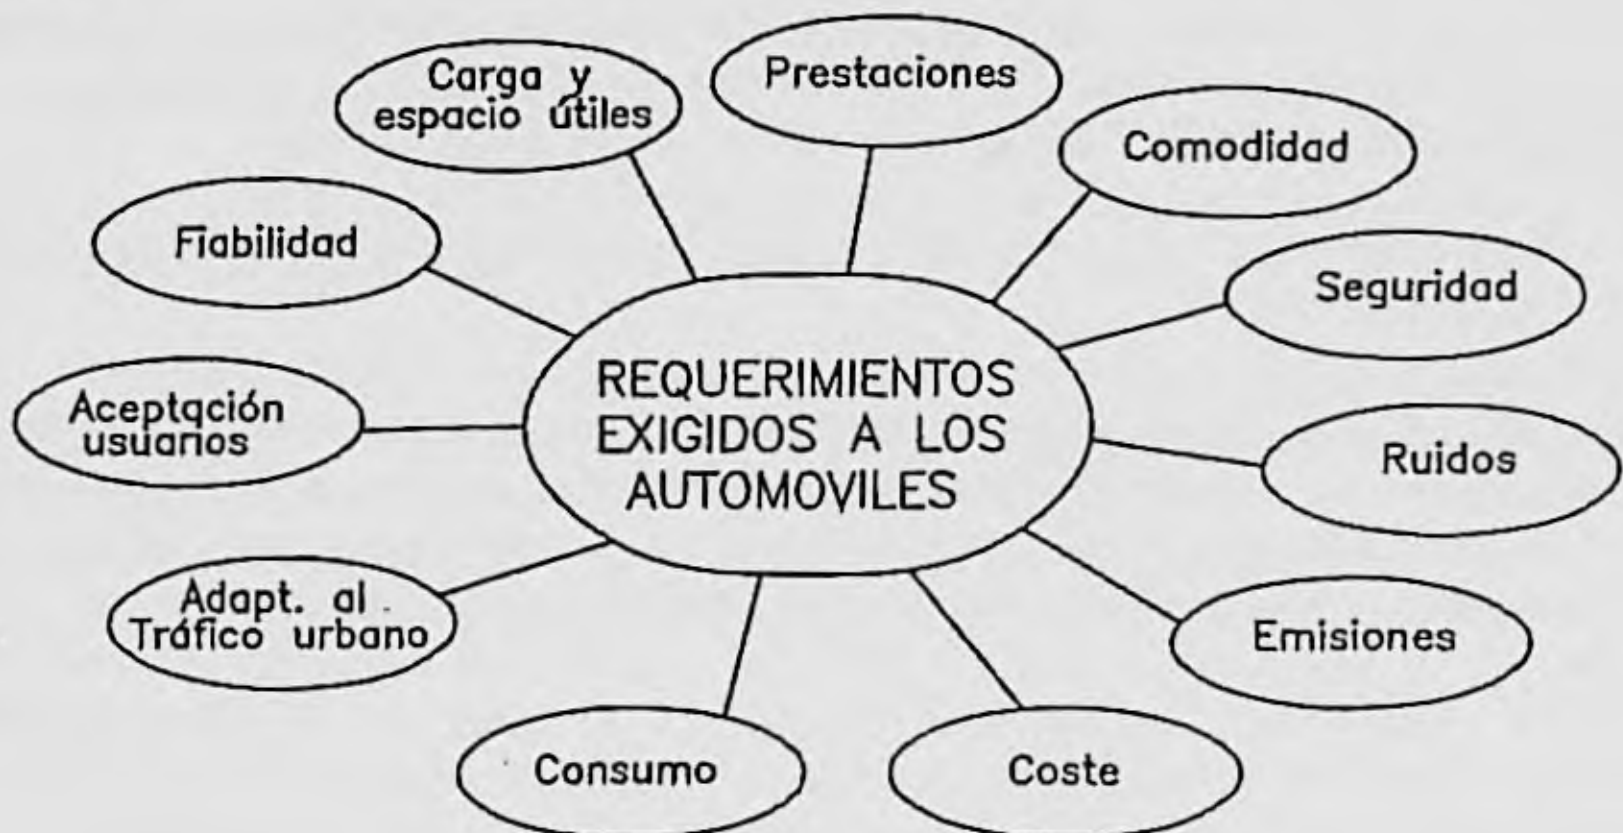 Carga y
espacio útiles
Prestaciones
Comodidad
Fiabilidad
Seguridad
REQUERIMIENTOS
EXIGIDOS A LOS
AUTOMOVILES
Aceptación
usuarios
Ruidos
Adapt. al
Tráfico urbano
Emisiones
Consumo
Coste